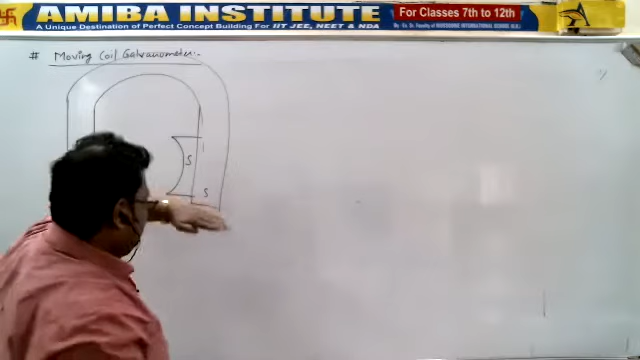 AMIBA INSTITUTE
A Unique Destination of Perfect Concept Building For IIT JEE, NEET & NDA
For Classes 7th to 12th
# Moving Coil Galvanometer:-
S
S